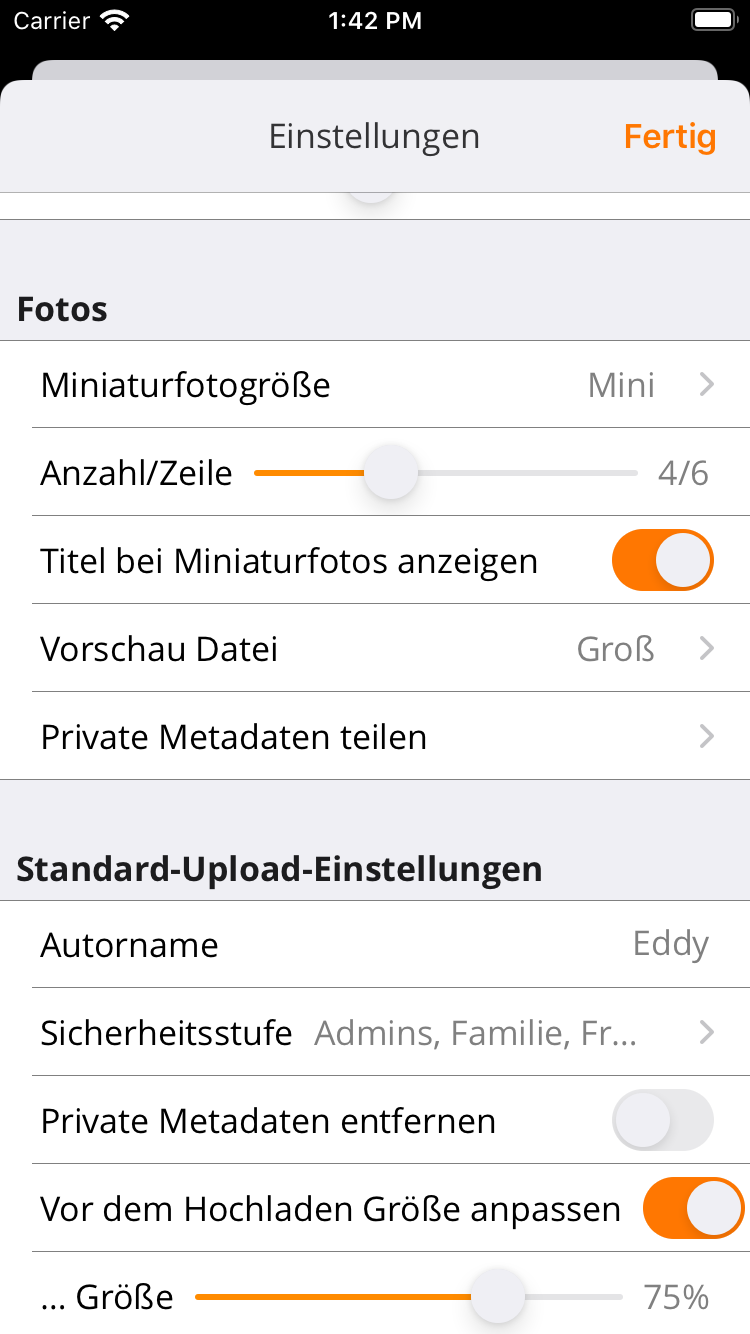 Carrier 1:42 PM
Einstellungen Fertig
Fotos
Miniaturfotogröße Mini
Anzahl/Zeile 4/6
Titel bei Miniaturfotos anzeigen
Vorschau Datei Groß
Private Metadaten teilen
Standard-Upload-Einstellungen
Autorname Eddy
Sicherheitsstufe Admins, Familie, Fr...
Private Metadaten entfernen
Vor dem Hochladen Größe anpassen
... Größe 75%